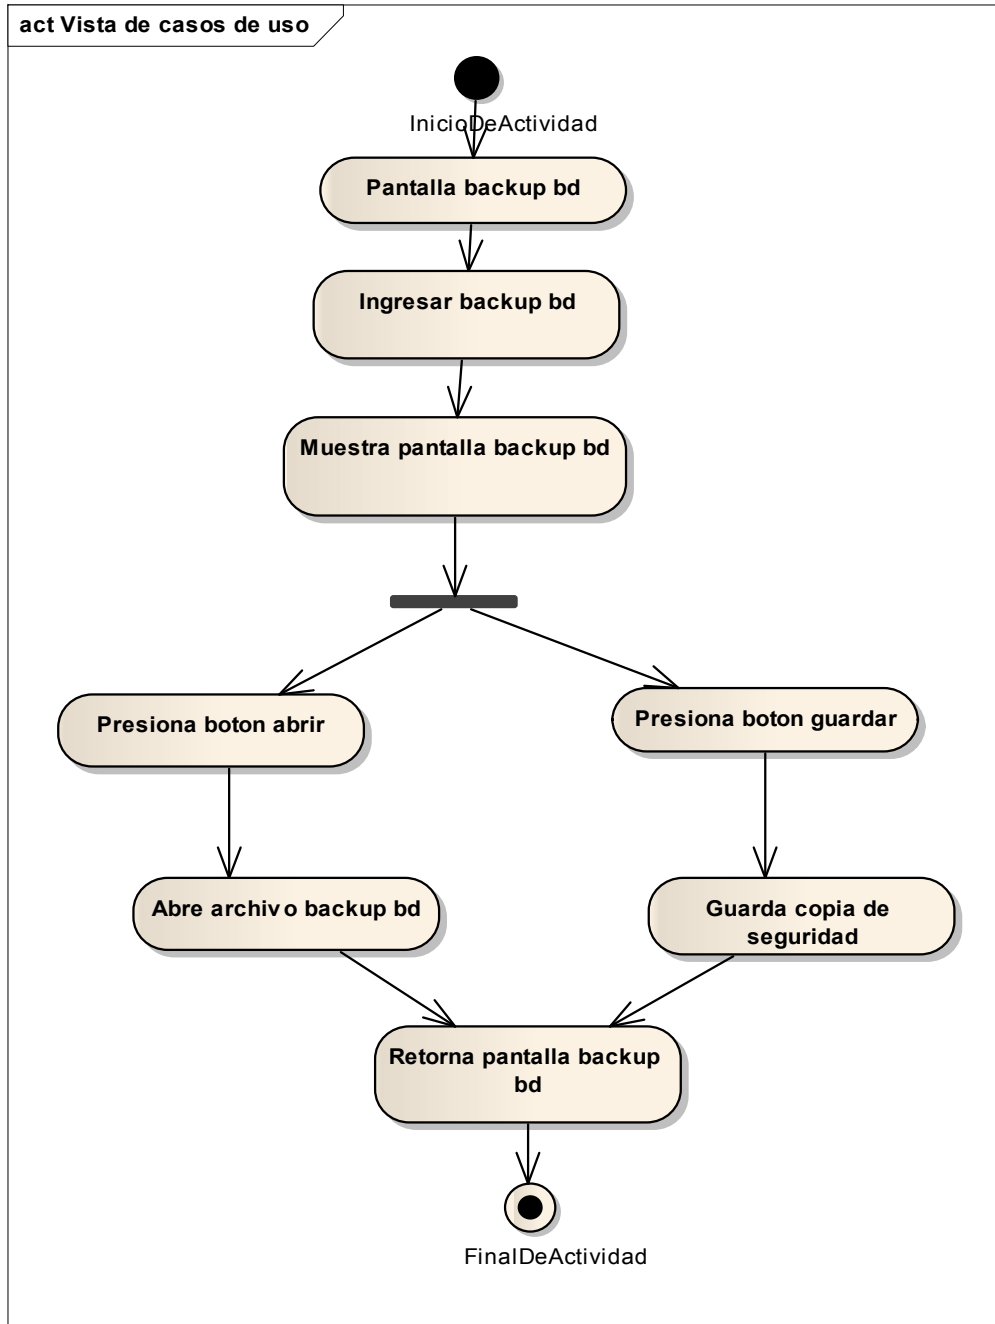 act Vista de casos de uso
InicioDeActividad
Pantalla backup bd
Ingresar backup bd
Muestra pantalla backup bd
Presiona boton abrir
Presiona boton guardar
Abre archivo backup bd
Guarda copia de
seguridad
Retorna pantalla backup
bd
FinalDeActividad